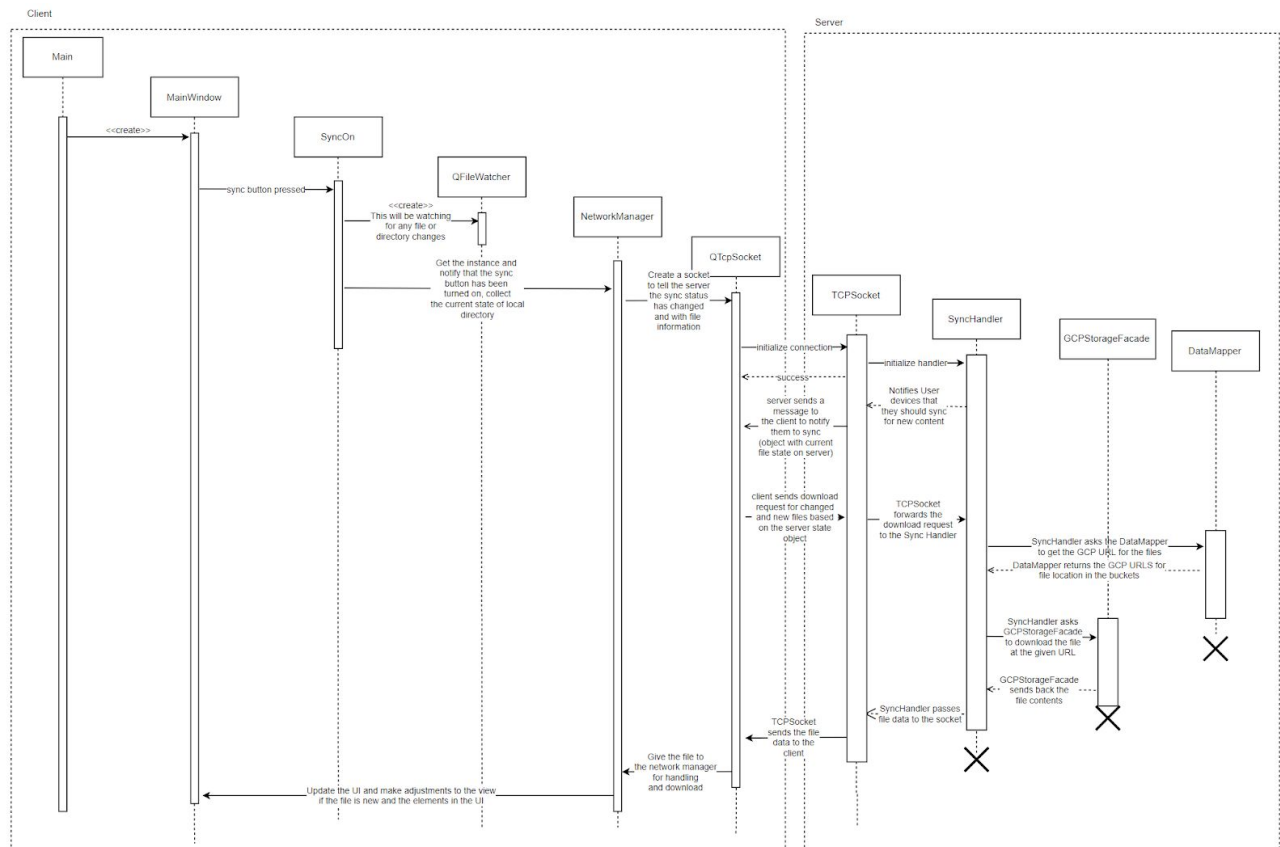 Client
Server
Main
MainWindow
<<create>>
SyncOn
sync button pressed
QFileWatcher
<<create>>
This will be watching
for any file or
directory changes
NetworkManager
Get the instance and
notify that the sync
button has been
turned on, collect
the current state of local
directory
QTcpSocket
Create a socket
to tell the server
the sync status
has changed
and with file
information
TCPSocket
SyncHandler
GCPStorageFacade
DataMapper
initialize connection
initialize handler
success
Notifies User
devices that
they should sync
for new content
server sends a
message to
the client to notify
them to sync
(object with current
file state on server)
client sends download
request for changed
and new files based
on the server state
object
TCPSocket
forwards the
download request
to the Sync Handler
SyncHandler asks the DataMapper
to get the GCP URL for the files
DataMapper returns the GCP URLS for
file location in the buckets
SyncHandler asks
GCPStorageFacade
to download the file
at the given URL
GCPStorageFacade
sends back the
file contents
SyncHandler passes
file data to the socket
TCPSocket
sends the file
data to the
client
Give the file to
the network manager
for handling
and download
Update the UI and make adjustments to the view
if the file is new and the elements in the UI